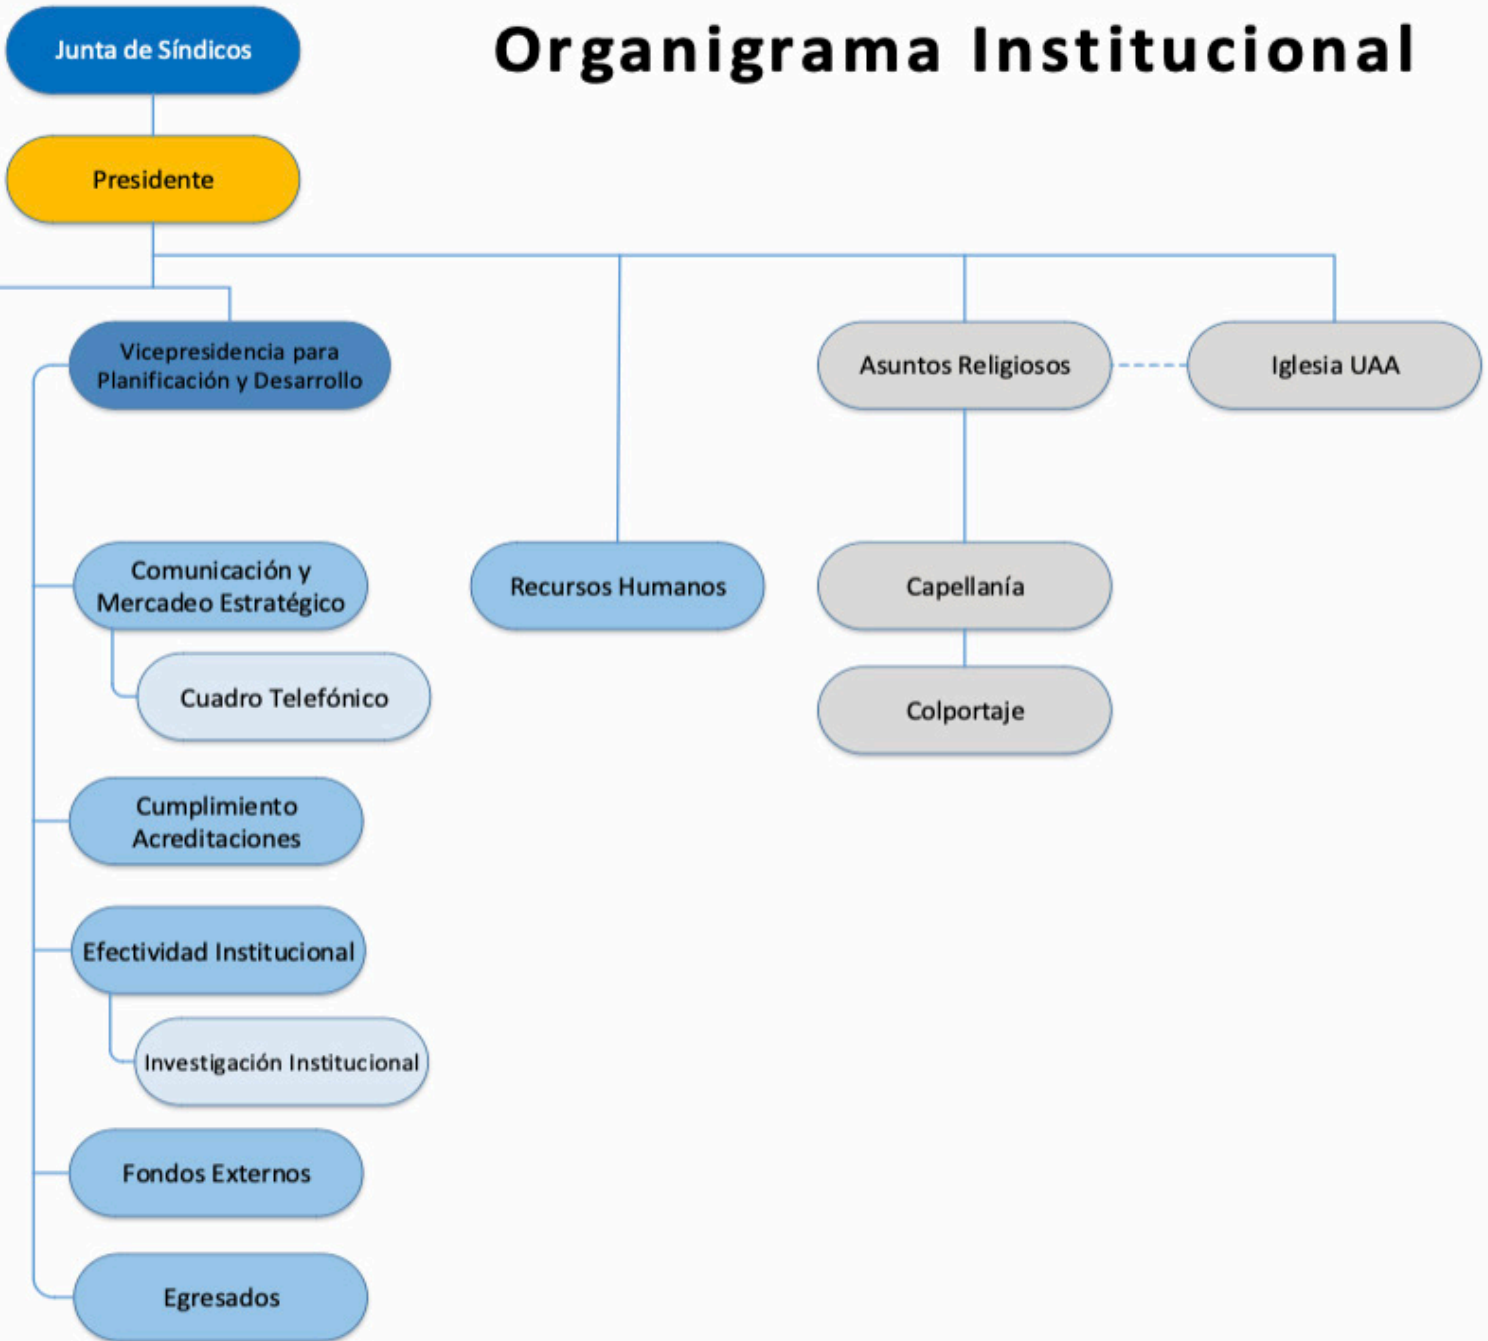 Organigrama Institucional
Junta de Síndicos
Presidente
Vicepresidencia para
Planificación y Desarrollo
Asuntos Religiosos
Iglesia UAA
Comunicación y
Mercadeo Estratégico
Recursos Humanos
Capellanía
Cuadro Telefónico
Colportaje
Cumplimiento
Acreditaciones
Efectividad Institucional
Investigación Institucional
Fondos Externos
Egresados